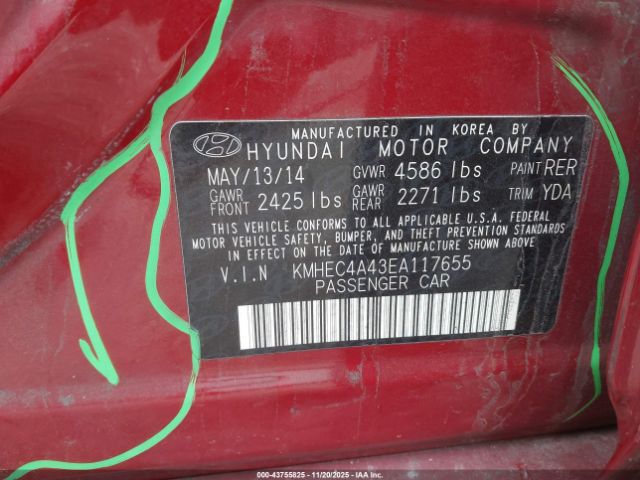 MANUFACTURED IN KOREA BY
HYUNDAI MOTOR COMPANY
MAY/13/14 GVWR 4586 lbs PAINT RER
GAWR FRONT 2425 lbs GAWR REAR 2271 lbs TRIM YDA
THIS VEHICLE CONFORMS TO ALL APPLICABLE U.S.A. FEDERAL
MOTOR VEHICLE SAFETY, BUMPER, AND THEFT PREVENTION STANDARDS
IN EFFECT ON THE DATE OF MANUFACTURE SHOWN ABOVE.
V.I.N KMHEC4A43EA117655
PASSENGER CAR
000-43755825 - 11/20/2025 - IAAI.COM